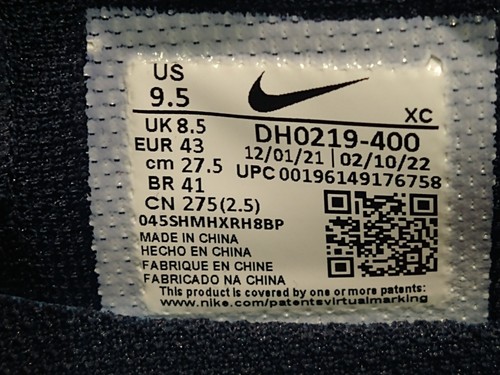 US
9.5
XC
UK 8.5
DH0219-400
EUR 43
12/01/21 | 02/10/22
cm 27.5
UPC 00196149176758
BR 41
CN 275(2.5)
045SHMHXRH8BP
MADE IN CHINA
HECHO EN CHINA
FABRIQUE EN CHINE
FABRICADO NA CHINA
This product is covered by one or more patents:
www.nike.com/patentsvirtualmarking